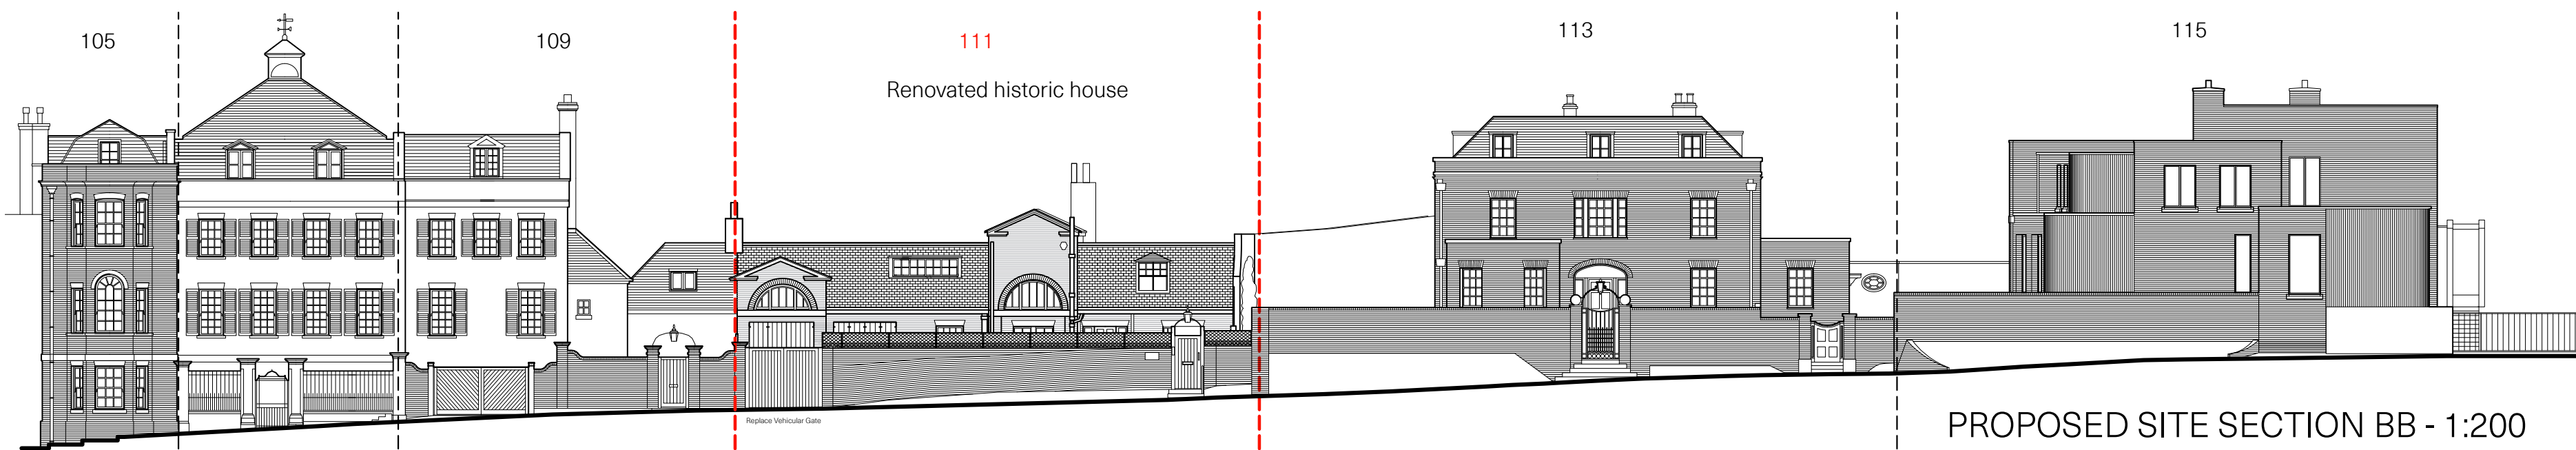 105
109
111
113
115
Renovated historic house
Replace Vehicular Gate
PROPOSED SITE SECTION BB - 1:200